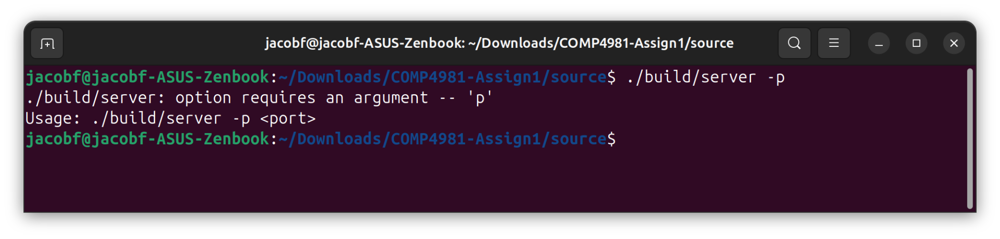 jacobf@jacobf-ASUS-Zenbook: ~/Downloads/COMP4981-Assign1/source
jacobf@jacobf-ASUS-Zenbook:~/Downloads/COMP4981-Assign1/source$ ./build/server -p
./build/server: option requires an argument -- 'p'
Usage: ./build/server -p <port>
jacobf@jacobf-ASUS-Zenbook:~/Downloads/COMP4981-Assign1/source$